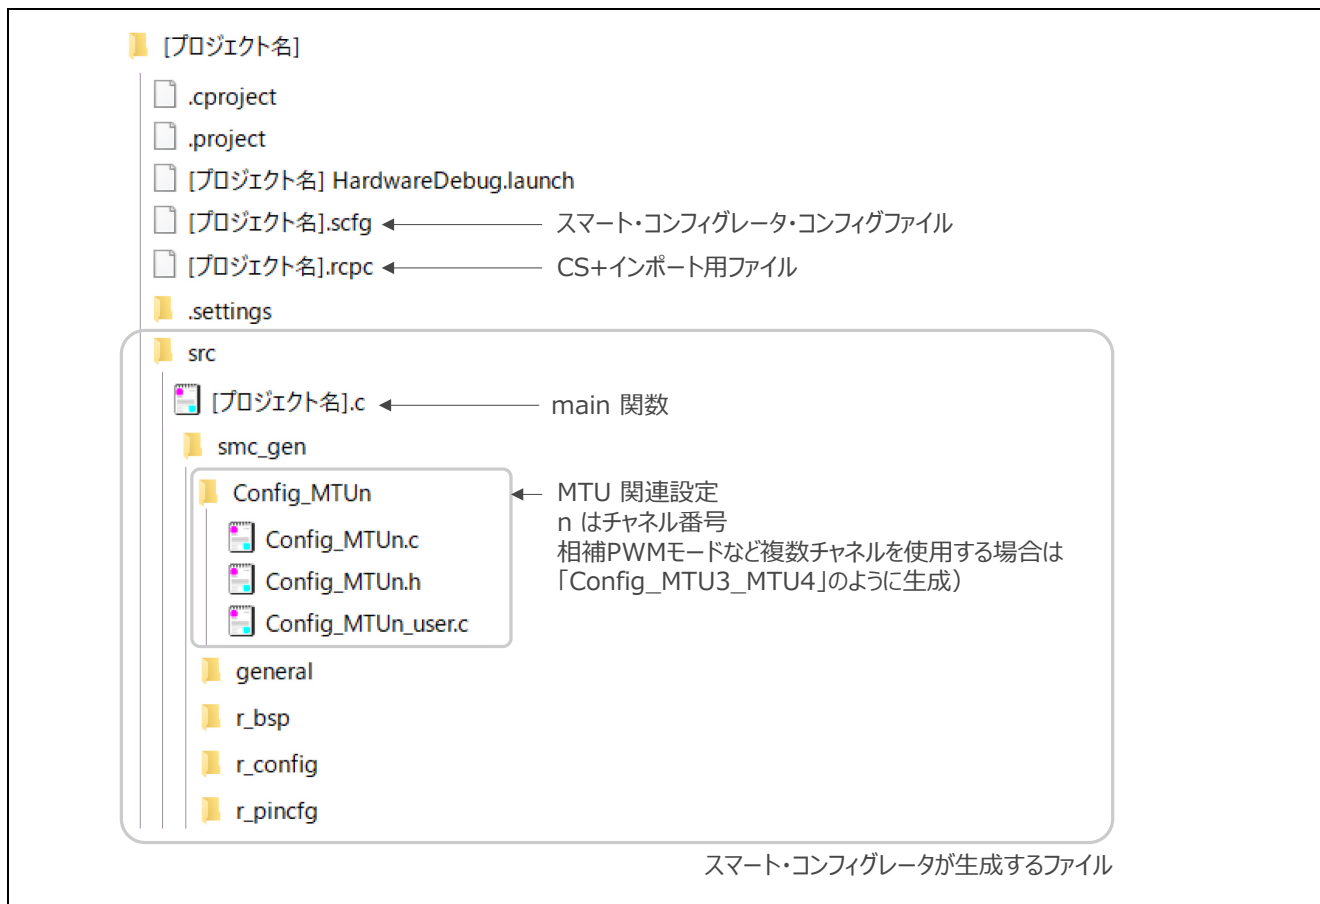 [プロジェクト名]
.cproject
.project
[プロジェクト名] HardwareDebug.launch
[プロジェクト名].scfg スマート・コンフィグレータ・コンフィグファイル
[プロジェクト名].rcpc CS+インポート用ファイル
.settings
src
[プロジェクト名].c main 関数
smc_gen
Config_MTUn MTU 関連設定
n はチャネル番号
Config_MTUn.c 相補PWMモードなど複数チャネルを使用する場合は
Config_MTUn.h 「Config_MTU3_MTU4」のように生成）
Config_MTUn_user.c
general
r_bsp
r_config
r_pincfg
スマート・コンフィグレータが生成するファイル